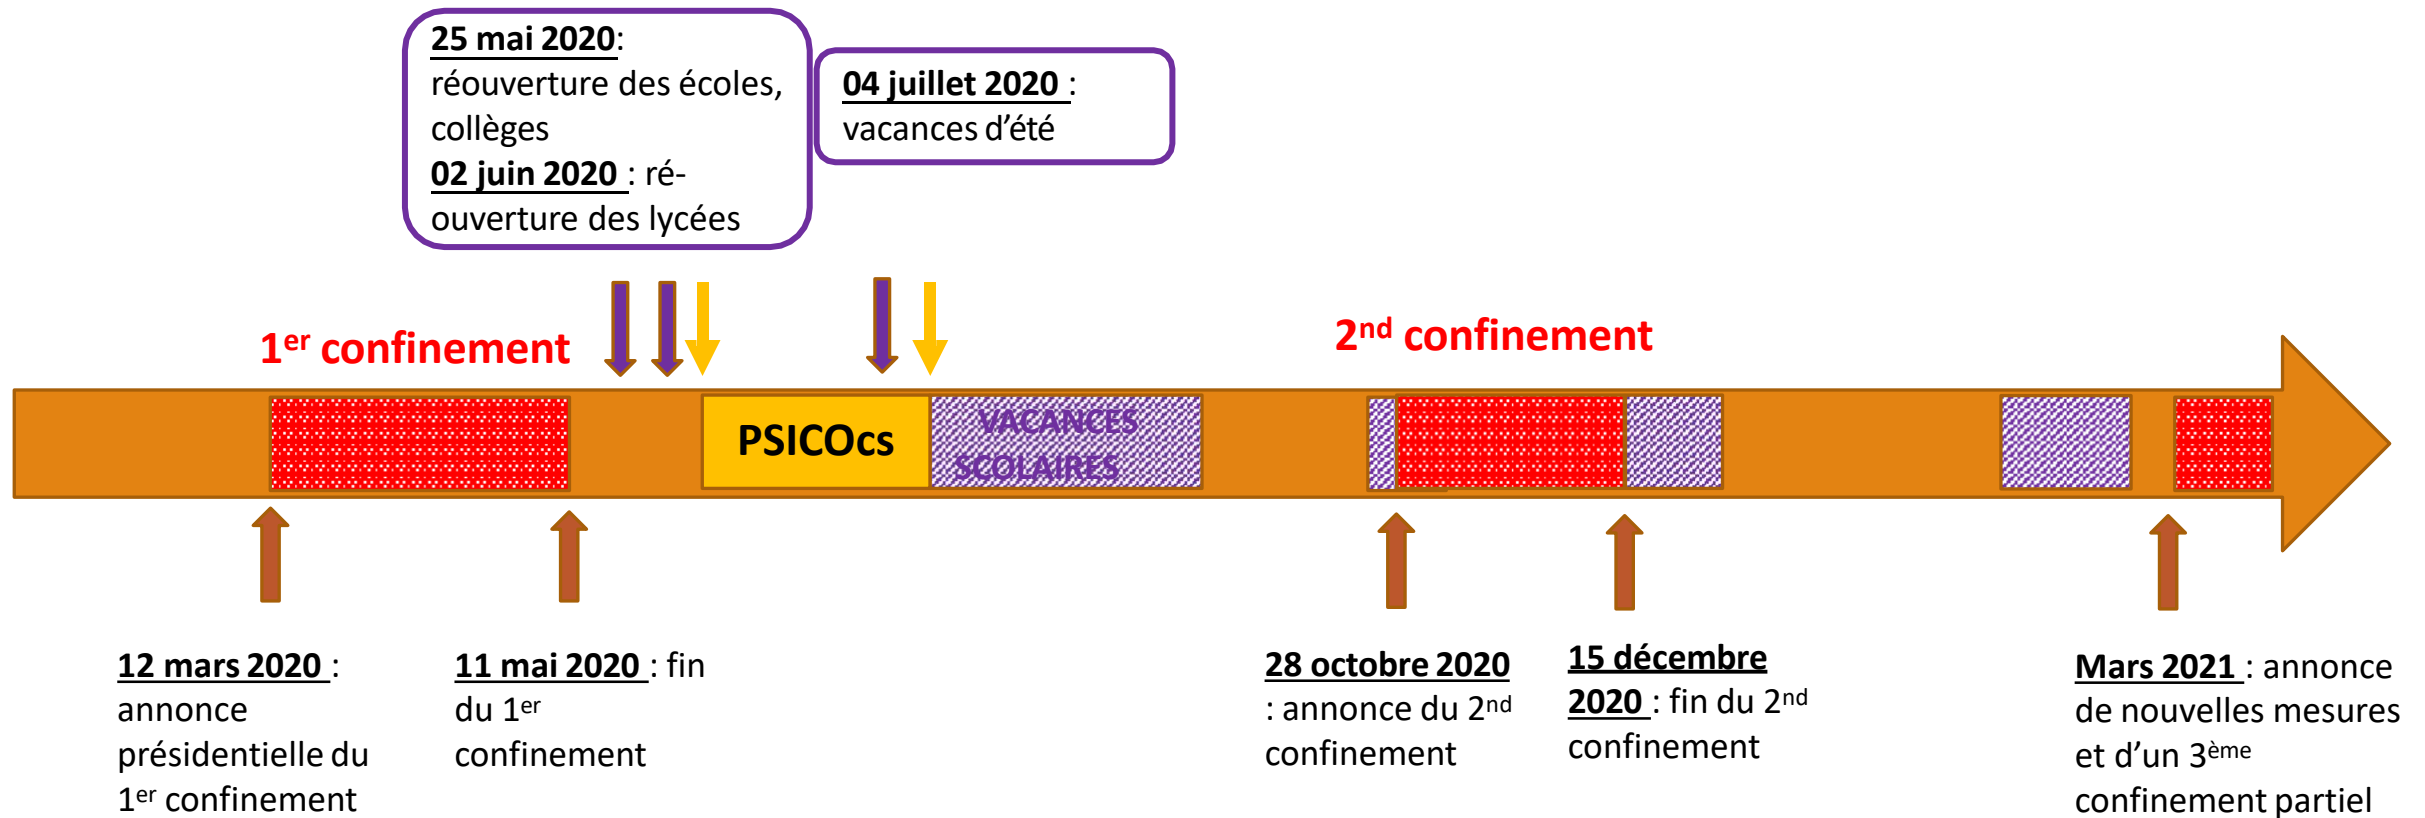 25 mai 2020:
réouverture des écoles,
collèges
02 juin 2020 : ré-
ouverture des lycées
04 juillet 2020 :
vacances d’été
1er confinement
2nd confinement
PSICOcs
VACANCES
SCOLAIRES
12 mars 2020 :
annonce
présidentielle du
1er confinement
11 mai 2020 : fin
du 1er
confinement
28 octobre 2020
: annonce du 2nd
confinement
15 décembre
2020 : fin du 2nd
confinement
Mars 2021 : annonce
de nouvelles mesures
et d’un 3ème
confinement partiel